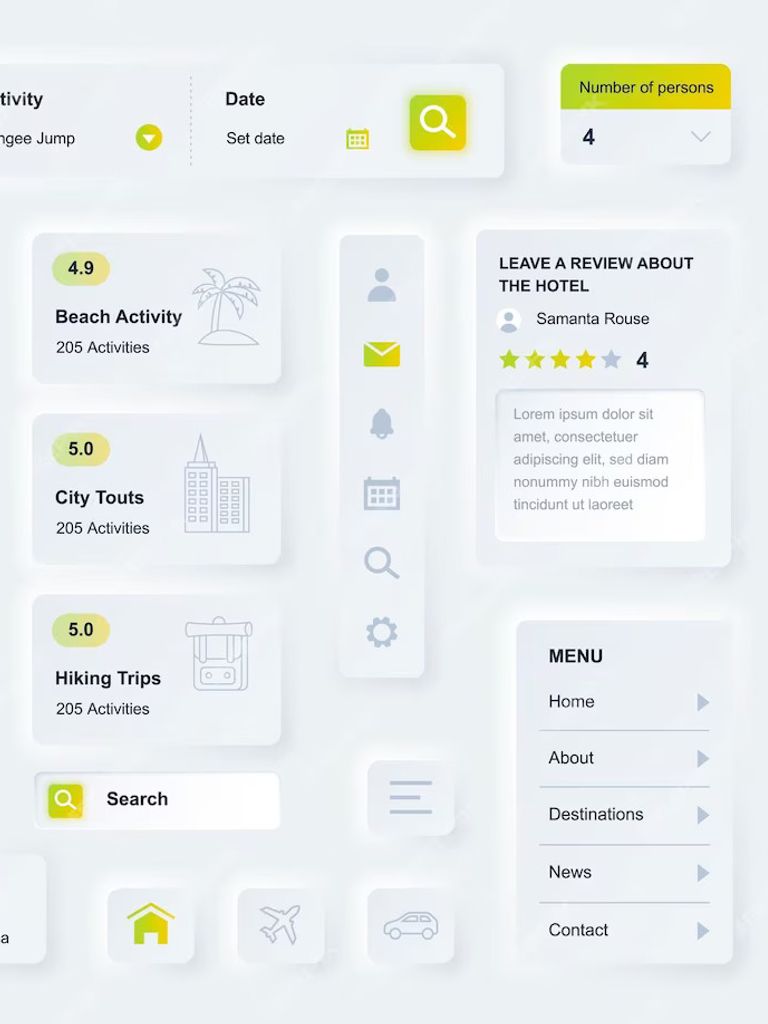 tivity
Date
Number of persons
ngee Jump
Set date
4
4.9
Beach Activity
205 Activities
5.0
City Touts
205 Activities
5.0
Hiking Trips
205 Activities
Search
a
LEAVE A REVIEW ABOUT
THE HOTEL
Samanta Rouse
4
Lorem ipsum dolor sit
amet, consectetuer
adipiscing elit, sed diam
nonummy nibh euismod
tincidunt ut laoreet
MENU
Home
About
Destinations
News
Contact